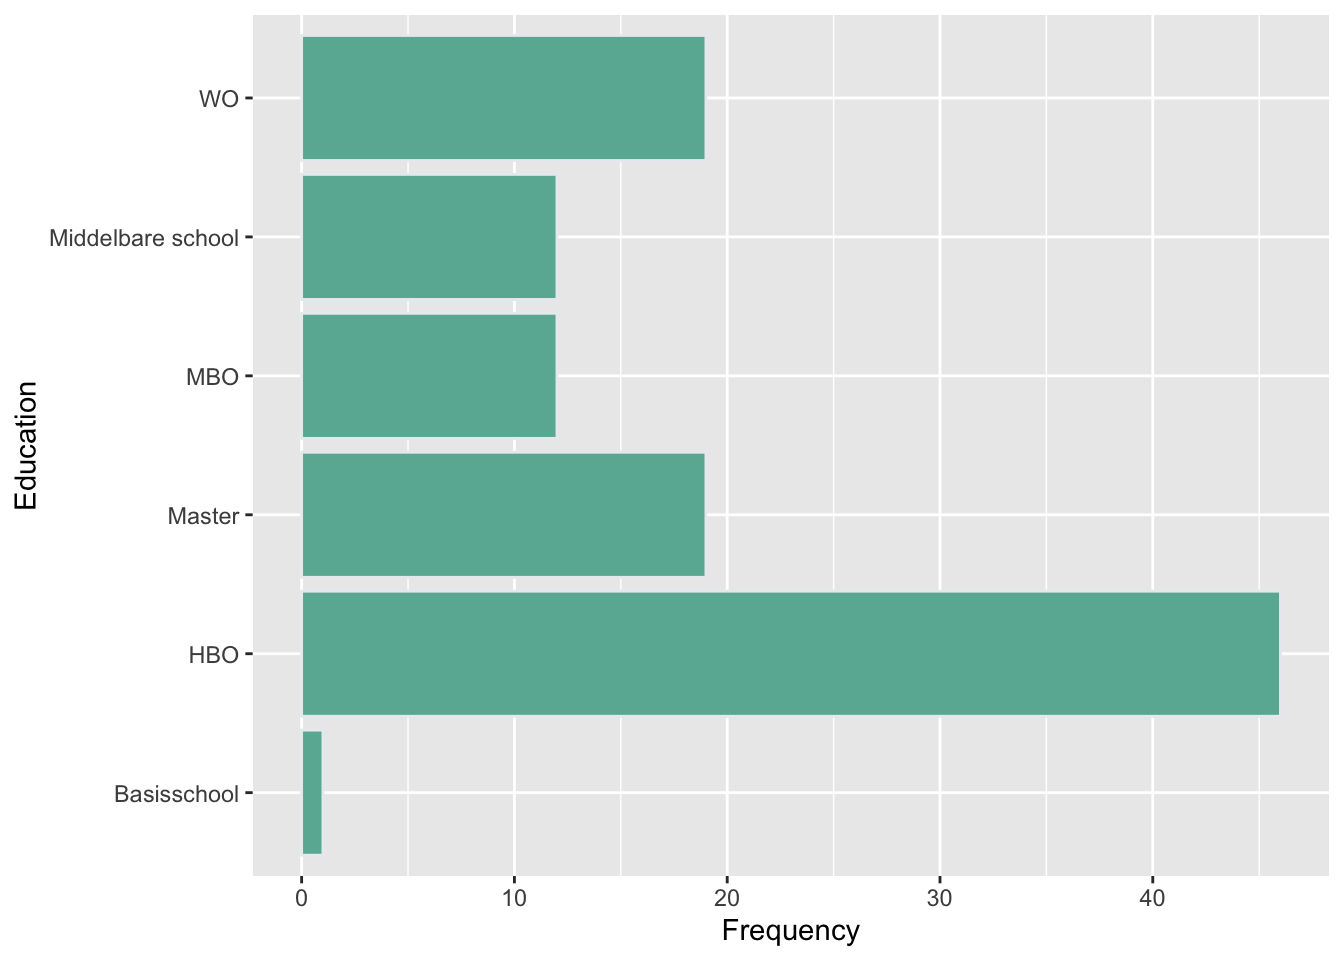 Education
WO
Middelbare school
MBO
Master
HBO
Basisschool
0 10 20 30 40
Frequency